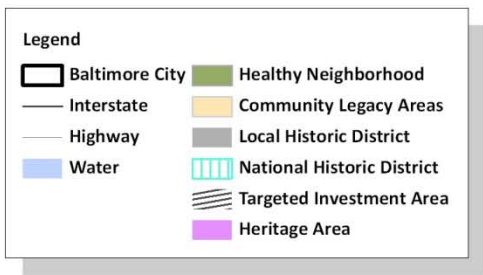 Legend
Baltimore City
Interstate
Highway
Water
Healthy Neighborhood
Community Legacy Areas
Local Historic District
National Historic District
Targeted Investment Area
Heritage Area